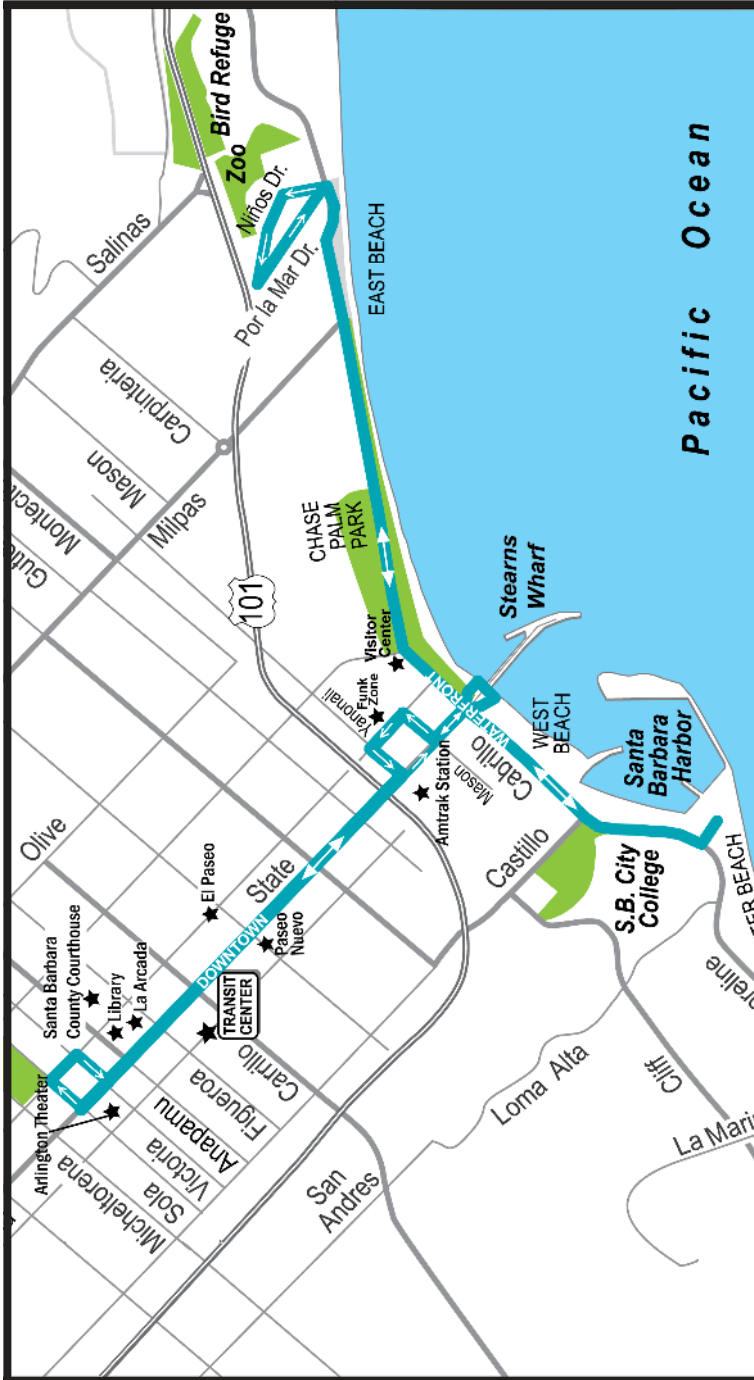 Bird Refuge
Zoo
Niños Dr.
Por la Mar Dr.
Salinas
EAST BEACH
Pacific Ocean
Carpinteria
Mason
Milpas
CHASE
PALM
PARK
101
Stearns
Wharf
Visitor
Center
Funk
Zone
Yanonali
WATERFRONT
WEST
BEACH
Cabrillo
Mason
Amtrak Station
Santa
Barbara
Harbor
Castillo
S.B. City
College
Olive
State
El Paseo
Paseo
Nuevo
DOWNTOWN
Santa Barbara
County Courthouse
Library
La Arcada
TRANSIT
CENTER
Arlington Theater
Carrillo
Figueroa
Anapamu
Victoria
Sola
Micheltorena
San
Andres
Loma Alta
Cliff